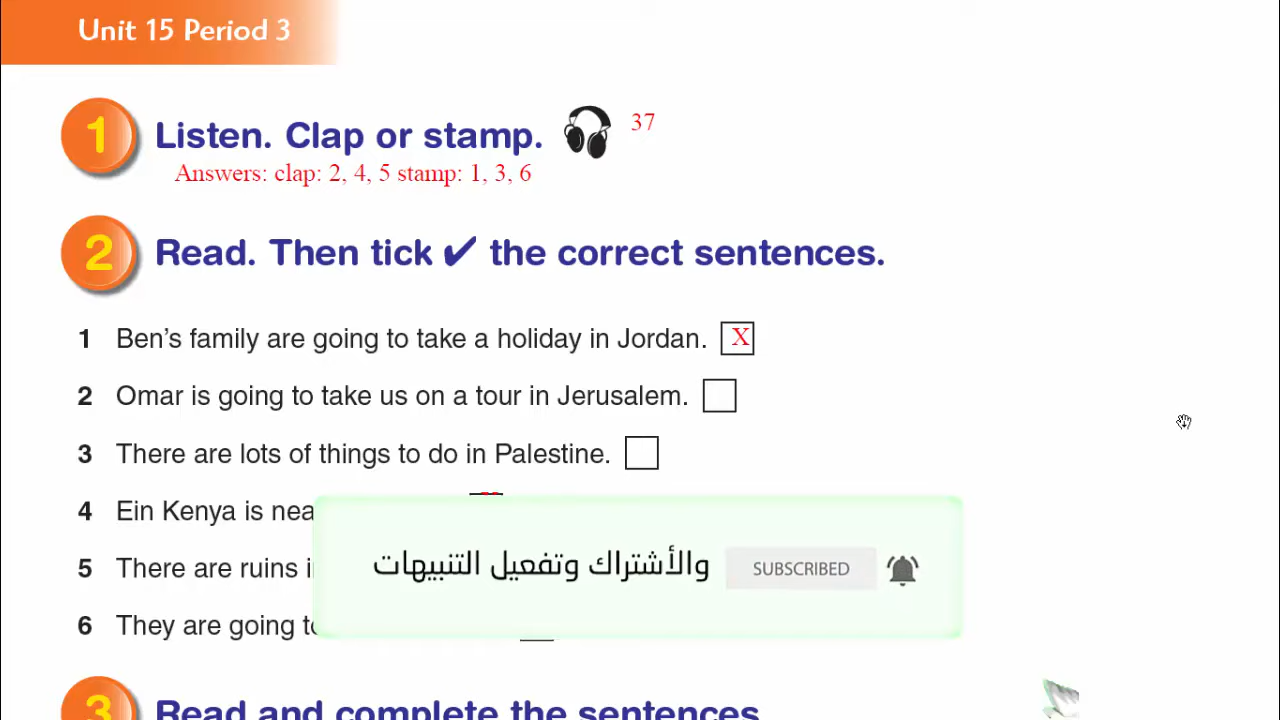 Unit 15 Period 3
1 Listen. Clap or stamp. 37
Answers: clap: 2, 4, 5 stamp: 1, 3, 6
2 Read. Then tick ✔ the correct sentences.
1 Ben's family are going to take a holiday in Jordan. X
2 Omar is going to take us on a tour in Jerusalem.
3 There are lots of things to do in Palestine.
4 Ein Kenya is
5 There are ruins
6 They are going
والأشتراك وتفعيل التنبيهات SUBSCRIBED
3 Read and complete the sentences